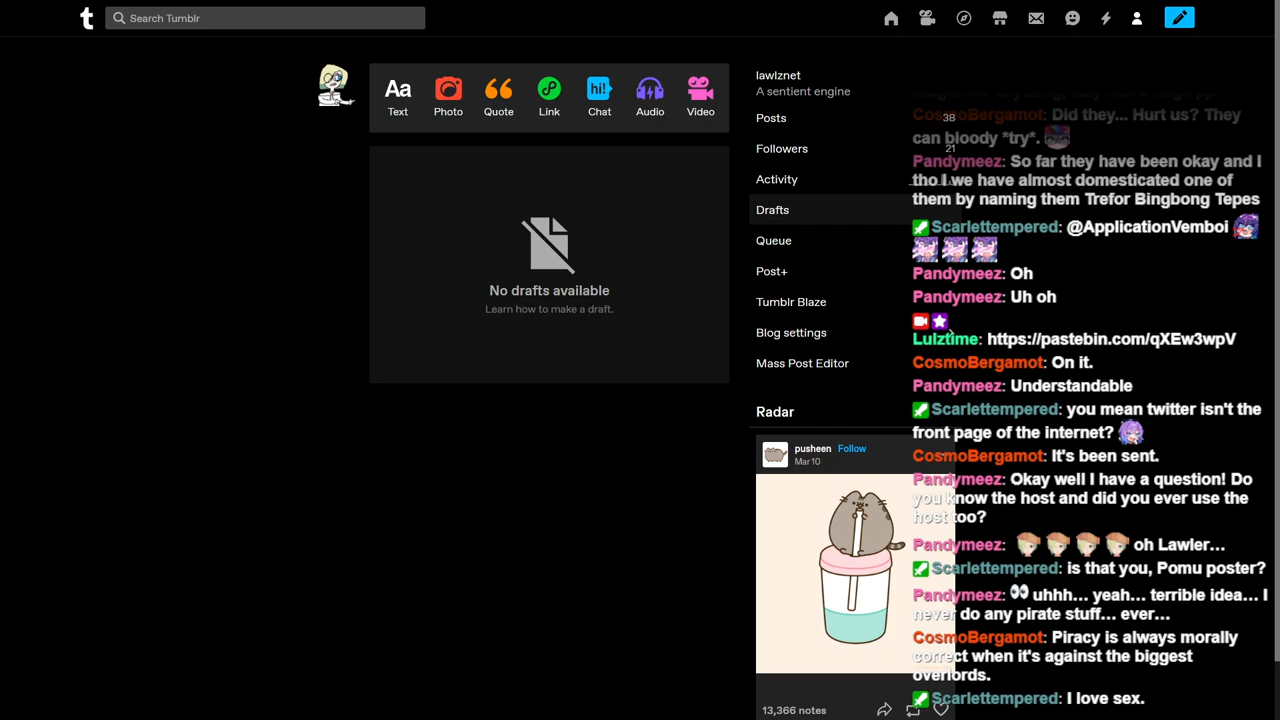 t
Search Tumblr
Aa
hi!
Text
Photo
Quote
Link
Chat
Audio
Video
No drafts available
Learn how to make a draft.
lawlznet
A sentient engine
Posts
38
Followers
21
Activity
Drafts
Queue
Post+
Tumblr Blaze
Blog settings
Mass Post Editor
Radar
pusheen Follow
Mar 10
13,366 notes
CosmoBergamot: Did they... Hurt us? They
can bloody *try*.
Pandymeez: So far they have been okay and I
tho I we have almost domesticated one of
them by naming them Trefor Bingbong Tepes
Scarlettempered: @ApplicationVemboi
Pandymeez: Oh
Pandymeez: Uh oh
Lulztime: https://pastebin.com/qXEw3wpV
CosmoBergamot: On it.
Pandymeez: Understandable
Scarlettempered: you mean twitter isn't the
front page of the internet?
CosmoBergamot: It's been sent.
Pandymeez: Okay well I have a question! Do
you know the host and did you ever use the
host too?
Pandymeez: oh Lawler...
Scarlettempered: is that you, Pomu poster?
Pandymeez: uhhh... yeah... terrible idea... I
never do any pirate stuff... ever...
CosmoBergamot: Piracy is always morally
correct when it's against the biggest
overlords.
Scarlettempered: I love sex.